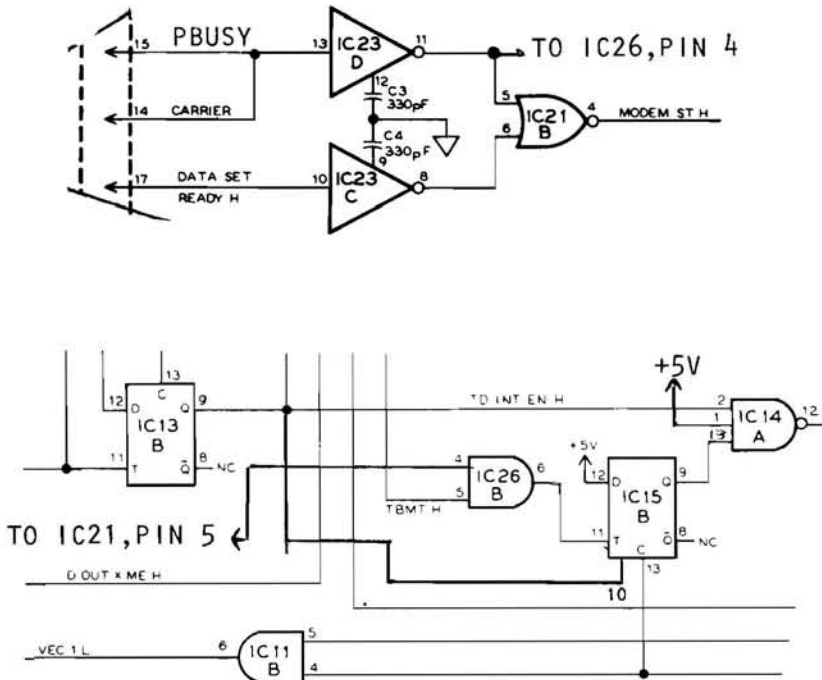 15 PBUSY 13 IC23 D 11 TO IC26,PIN 4
12
C3
330pF
14 CARRIER
5 IC21 B 4 MODEM ST H
6
C4
330pF
9
17 DATA SET READY H 10 IC23 C 8
13
+5V
12 D C Q 9 TD INT EN H 2
IC13 B
1 IC14 A 12
13
11 T Q̅ 8 NC
4 IC26 B 6
5
TBMT H
+5V
12 D Q 9
IC15 B
11 T C Q̅ 8 NC
13
10
TO IC21,PIN 5
D OUT X ME H
VEC 1 L 6 IC11 B 5
4